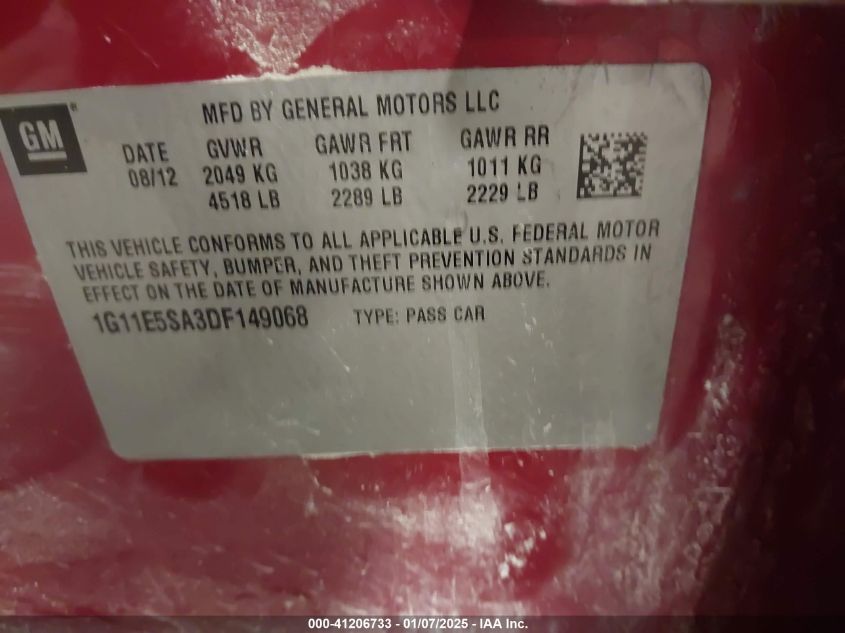 MFD BY GENERAL MOTORS LLC
GM
DATE GVWR GAWR FRT GAWR RR
08/12 2049 KG 1038 KG 1011 KG
4518 LB 2289 LB 2229 LB
THIS VEHICLE CONFORMS TO ALL APPLICABLE U.S. FEDERAL MOTOR
VEHICLE SAFETY, BUMPER, AND THEFT PREVENTION STANDARDS IN
EFFECT ON THE DATE OF MANUFACTURE SHOWN ABOVE.
1G11E5SA3DF149068 TYPE: PASS CAR
000-41206733 - 01/07/2025 - IAA Inc.